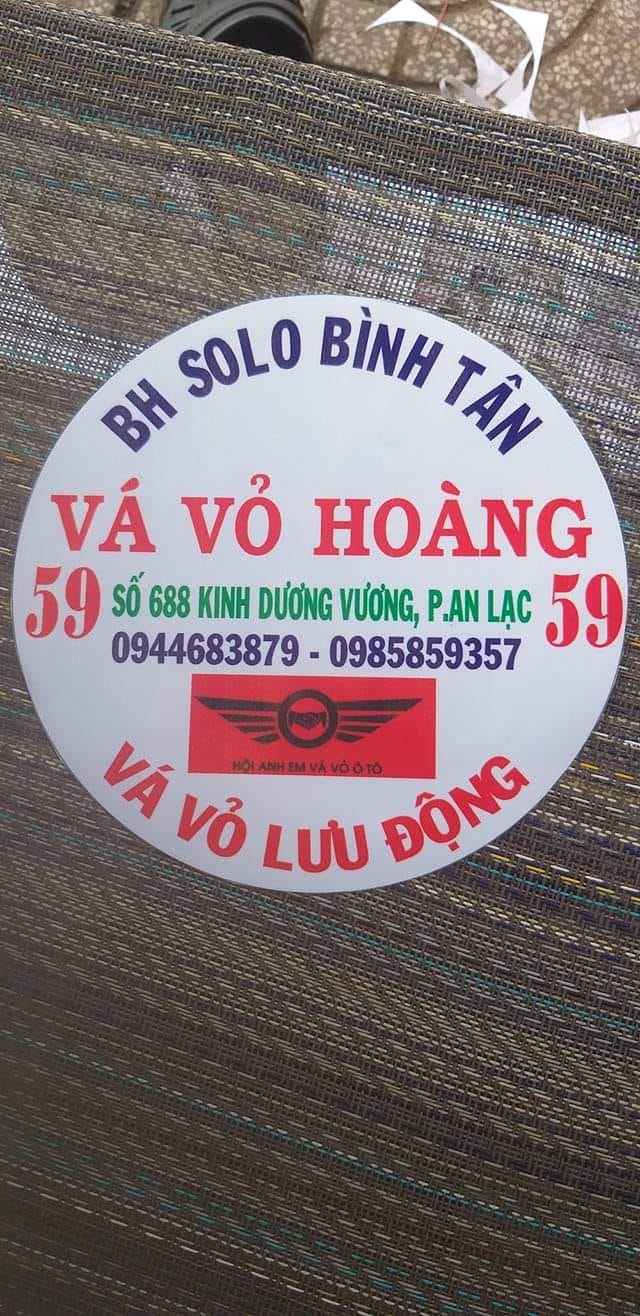 BH SOLO BÌNH TÂN
VÁ VỎ HOÀNG
59 SỐ 688 KINH DƯƠNG VƯƠNG, P.AN LẠC 59
0944683879 - 0985859357
HỘI ANH EM VÁ VỎ Ô TÔ
VÁ VỎ LƯU ĐỘNG